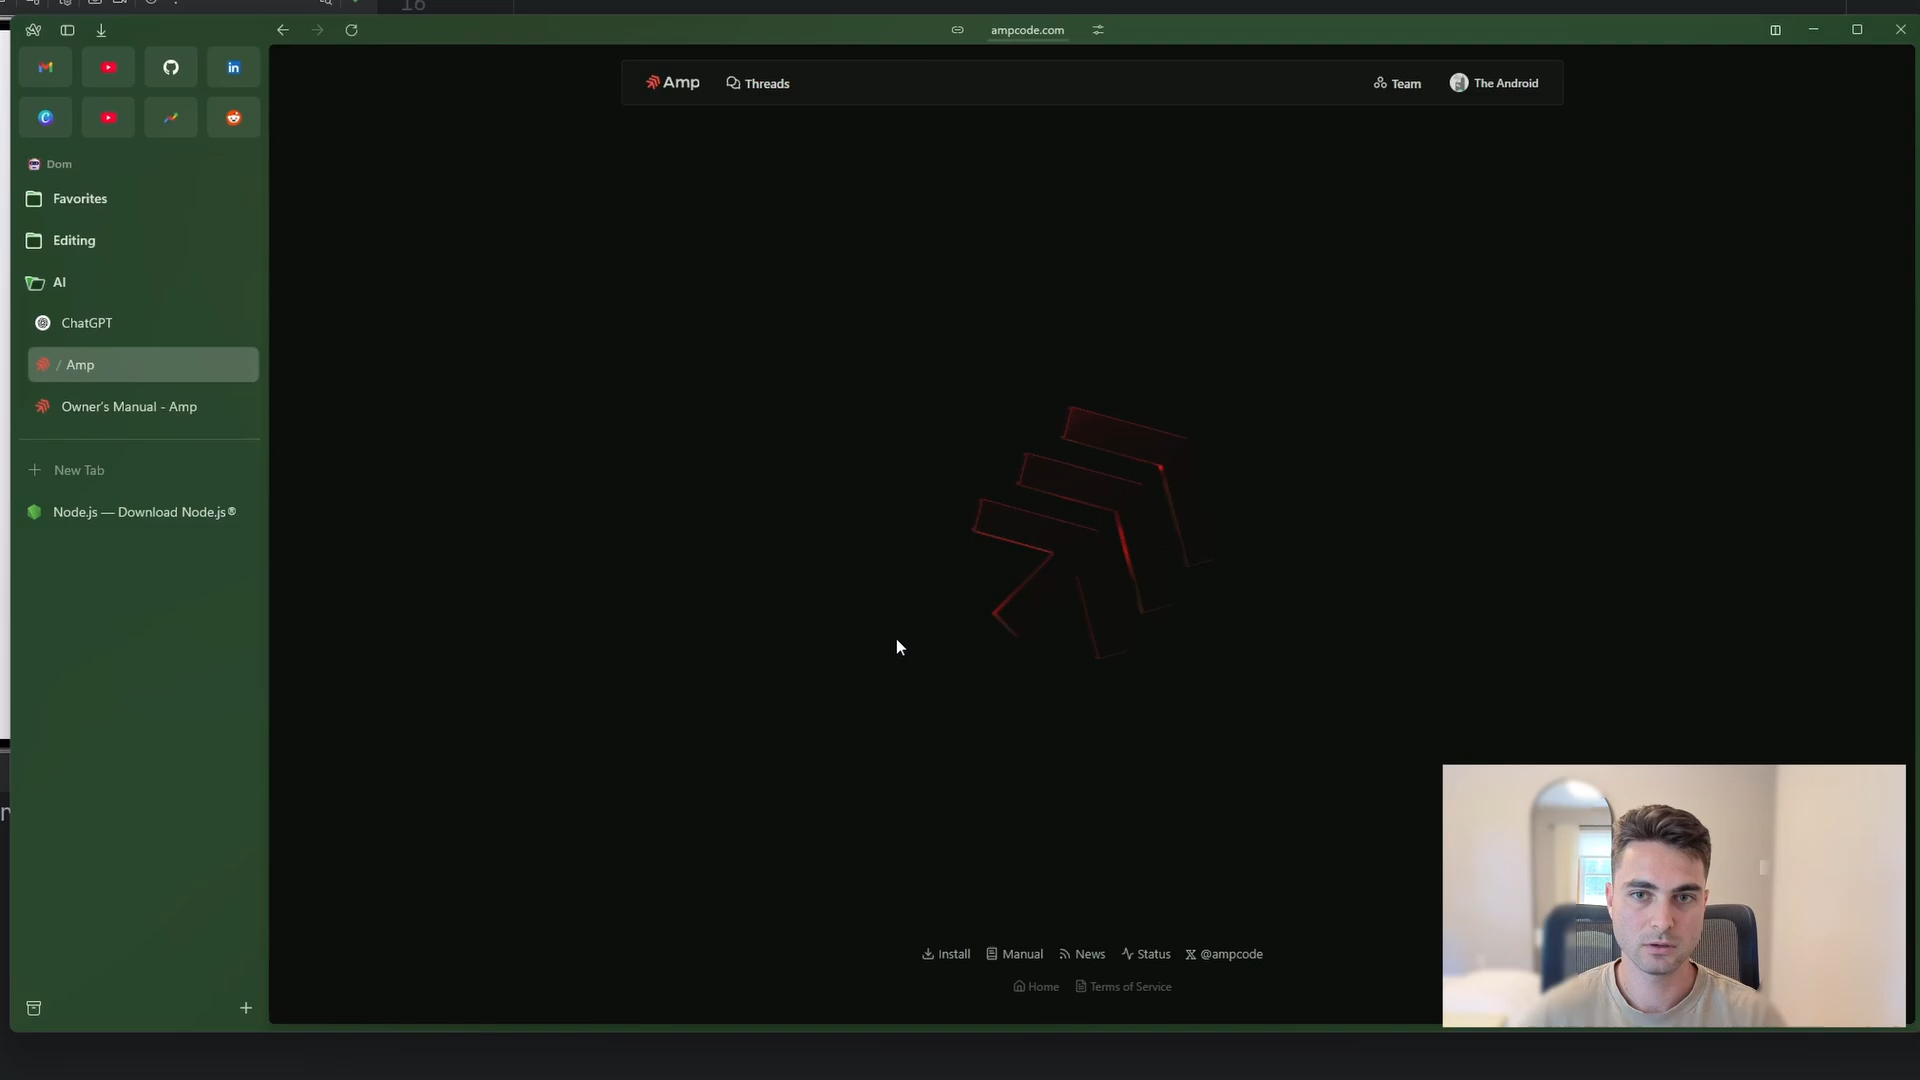 16
ampcode.com
Amp
Threads
Team
The Android
Dom
Favorites
Editing
AI
ChatGPT
/ Amp
Owner's Manual - Amp
New Tab
Node.js — Download Node.js®
Install
Manual
News
Status
@ampcode
Home
Terms of Service